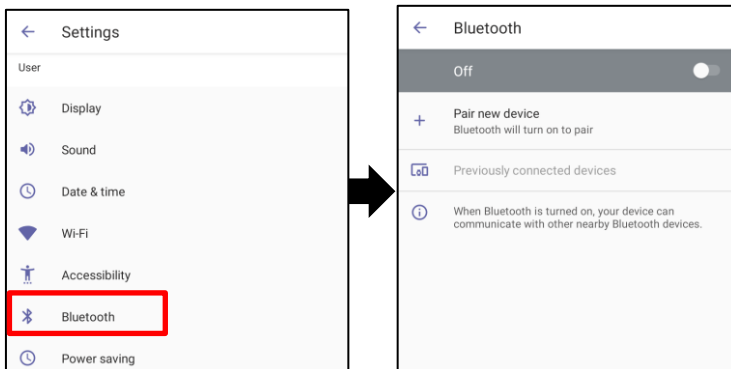 Settings
User
Display
Sound
Date & time
Wi-Fi
Accessibility
Bluetooth
Power saving
Bluetooth
Off
Pair new device
Bluetooth will turn on to pair
Previously connected devices
When Bluetooth is turned on, your device can
communicate with other nearby Bluetooth devices.